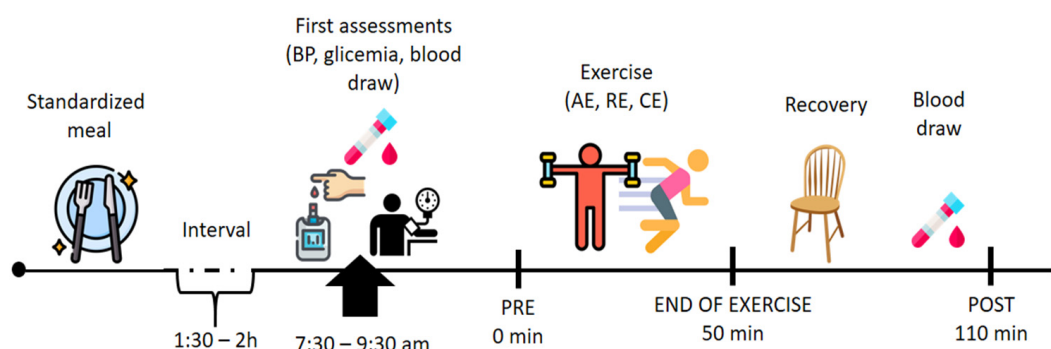 Standardized
meal
Interval
1:30 – 2h
First assessments
(BP, glicemia, blood
draw)
7:30 – 9:30 am
PRE
0 min
Exercise
(AE, RE, CE)
END OF EXERCISE
50 min
Recovery
Blood
draw
POST
110 min